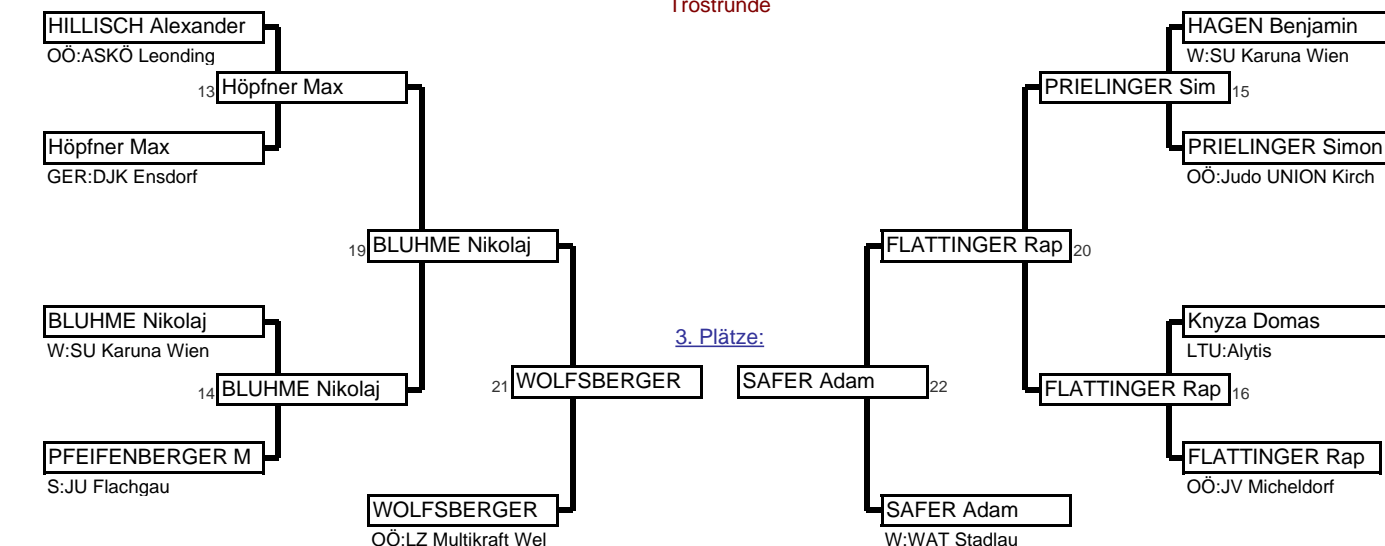 Trostrunde
HILLISCH Alexander
OÖ:ASKÖ Leonding
13 Höpfner Max
Höpfner Max
GER:DJK Ensdorf
19 BLUHME Nikolaj
BLUHME Nikolaj
W:SU Karuna Wien
14 BLUHME Nikolaj
PFEIFENBERGER M
S:JU Flachgau
21 WOLFSBERGER
WOLFSBERGER
OÖ:LZ Multikraft Wel
3. Plätze:
HAGEN Benjamin
W:SU Karuna Wien
PRIELINGER Sim 15
PRIELINGER Simon
OÖ:Judo UNION Kirch
FLATTINGER Rap 20
Knyza Domas
LTU:Alytis
FLATTINGER Rap 16
FLATTINGER Rap
OÖ:JV Micheldorf
SAFER Adam 22
SAFER Adam
W:WAT Stadlau